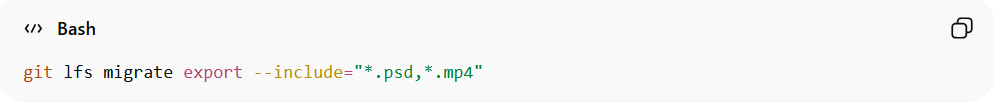 Bash
git lfs migrate export --include="*.psd,*.mp4"